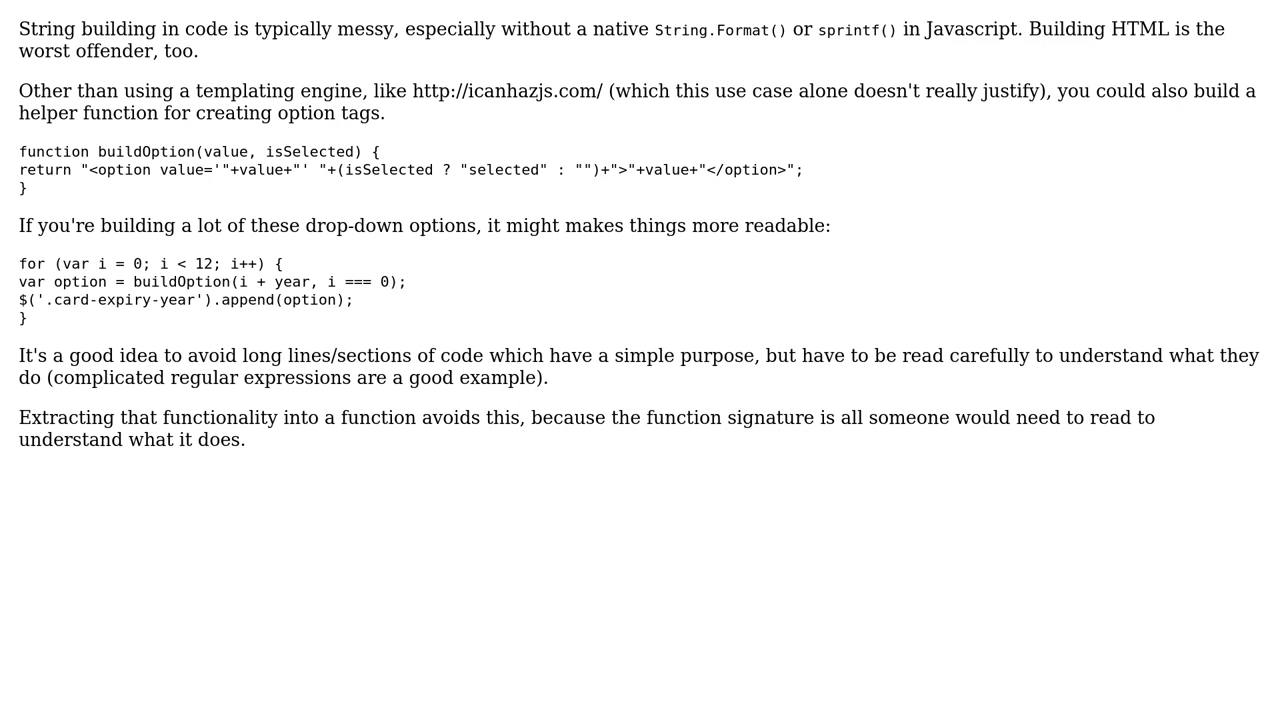 String building in code is typically messy, especially without a native String.Format() or sprintf() in Javascript. Building HTML is the
worst offender, too.
Other than using a templating engine, like http://icanhazjs.com/ (which this use case alone doesn't really justify), you could also build a
helper function for creating option tags.
function buildOption(value, isSelected) {
return "<option value='"+value+"' "+(isSelected ? "selected" : "")+">"+value+"</option>";
}
If you're building a lot of these drop-down options, it might makes things more readable:
for (var i = 0; i < 12; i++) {
var option = buildOption(i + year, i === 0);
$('.card-expiry-year').append(option);
}
It's a good idea to avoid long lines/sections of code which have a simple purpose, but have to be read carefully to understand what they
do (complicated regular expressions are a good example).
Extracting that functionality into a function avoids this, because the function signature is all someone would need to read to
understand what it does.